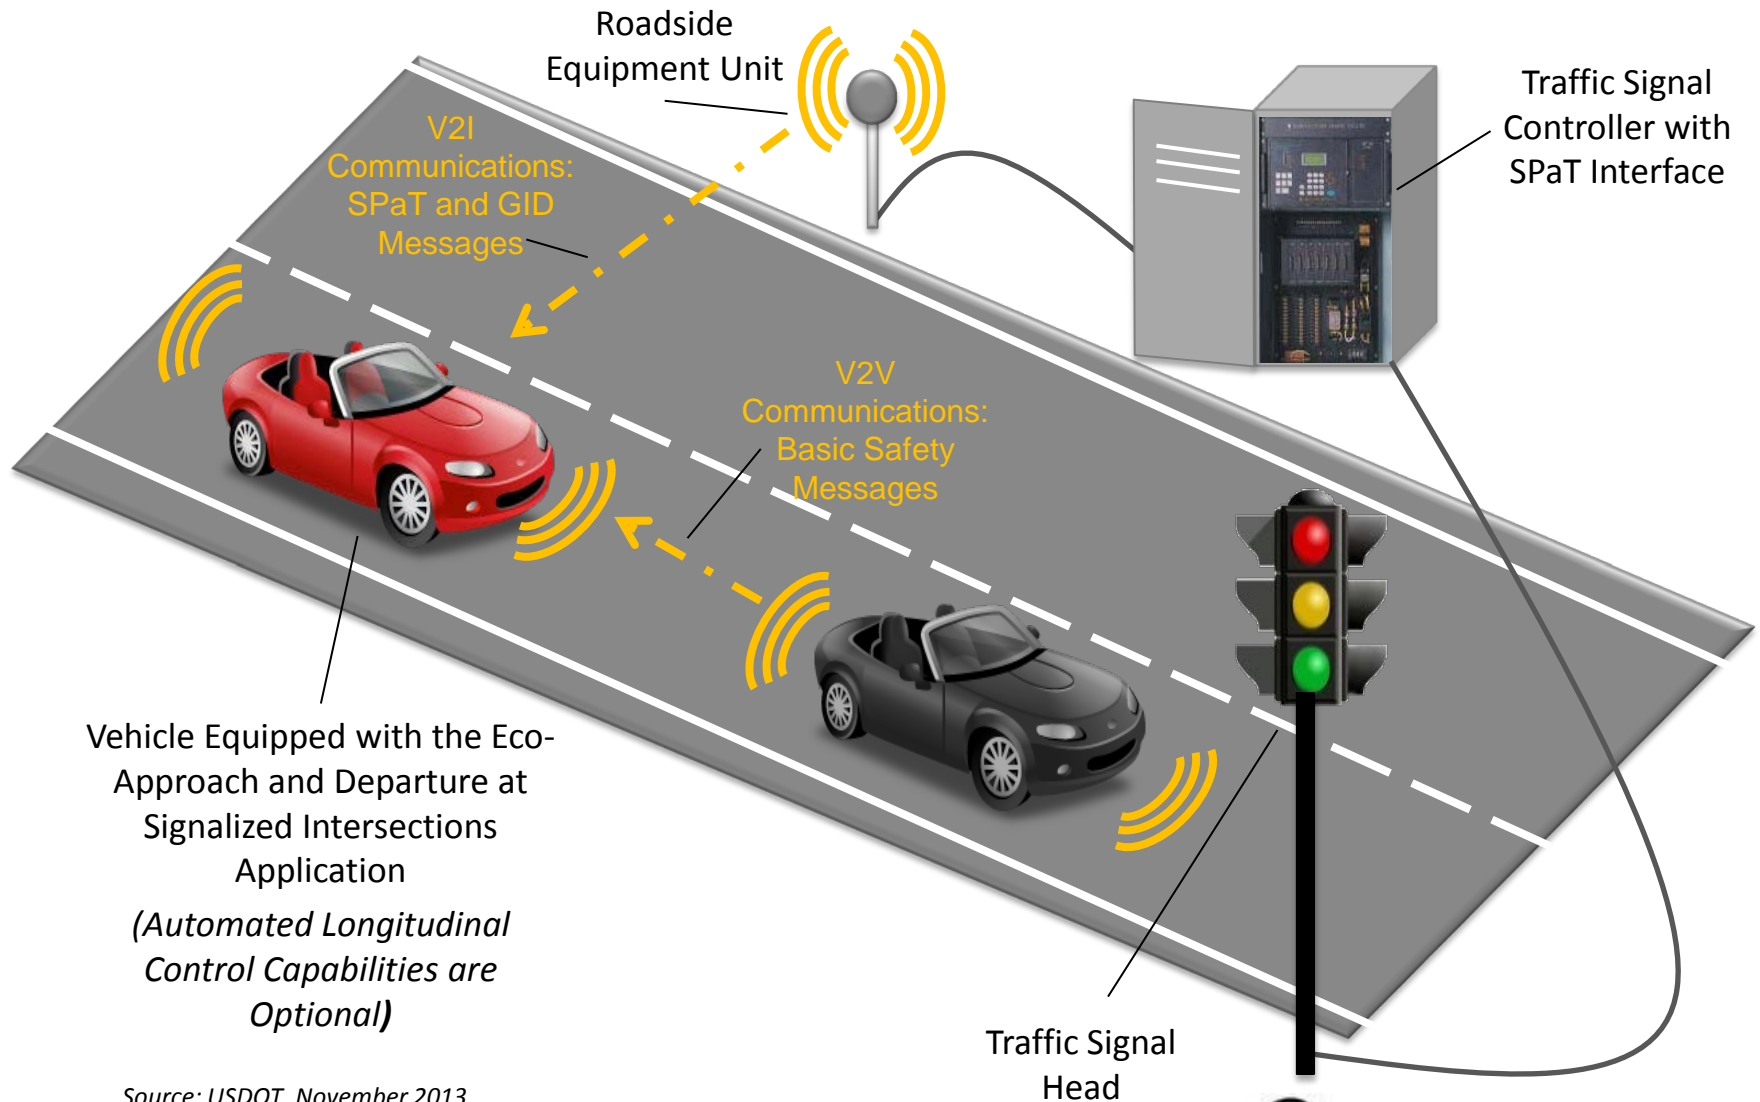 Roadside
Equipment Unit
Traffic Signal
Controller with
SPaT Interface
V2I
Communications:
SPaT and GID
Messages
V2V
Communications:
Basic Safety
Messages
Vehicle Equipped with the Eco-
Approach and Departure at
Signalized Intersections
Application
(Automated Longitudinal
Control Capabilities are
Optional)
Traffic Signal
Head
Source: USDOT, November 2013